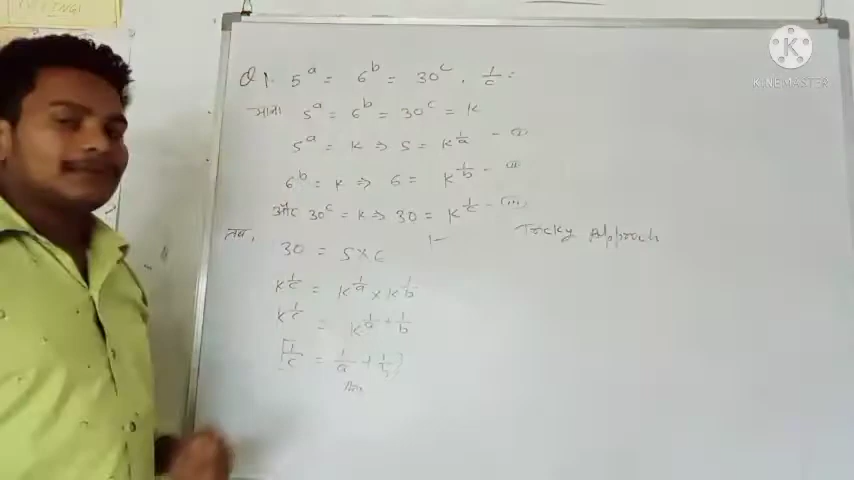 Q 1. 5^a = 6^b = 30^c, 1/c =
माना 5^a = 6^b = 30^c = K
5^a = K ⇒ 5 = K^(1/a) - (I)
6^b = K ⇒ 6 = K^(1/b) - (II)
और 30^c = K ⇒ 30 = K^(1/c) - (III)
Tricky Approach
तब, 30 = 5 × 6
K^(1/c) = K^(1/a) × K^(1/b)
K^(1/c) = K^(1/a + 1/b)
[1/c = 1/a + 1/b]
Ans
K
KINEMASTER